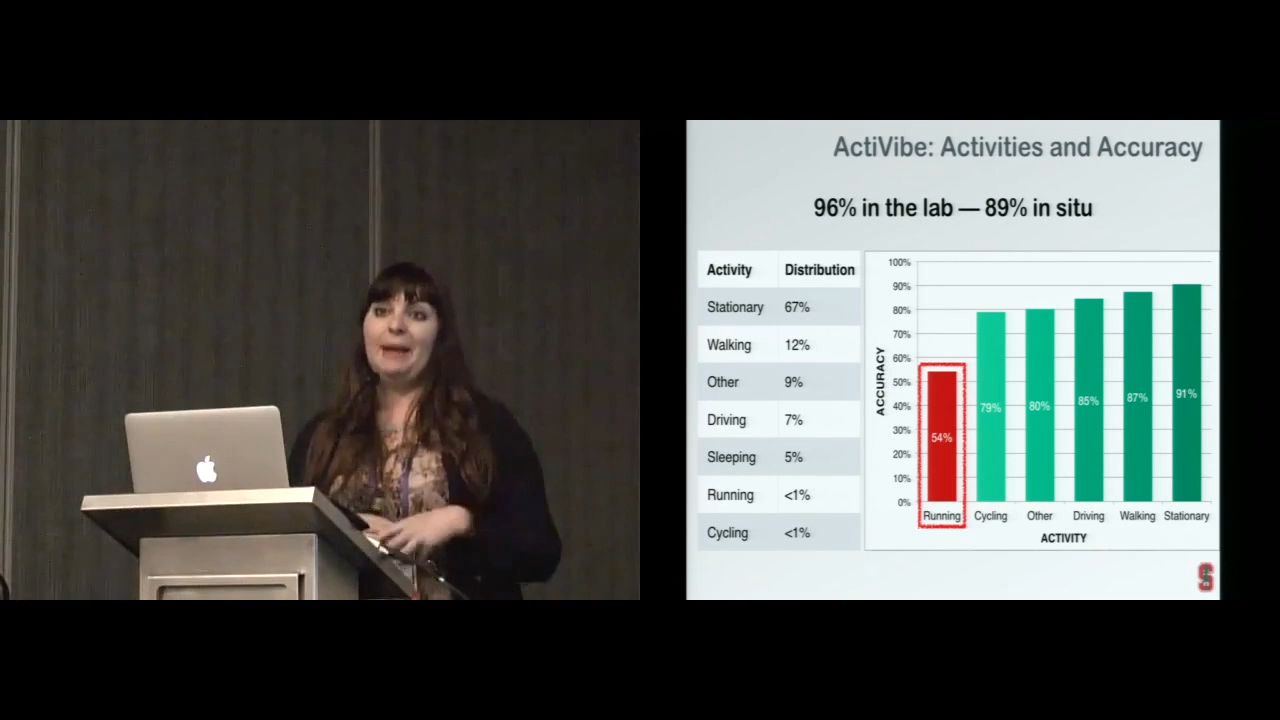 ActiVibe: Activities and Accuracy
96% in the lab — 89% in situ
Activity Distribution
Stationary 67%
Walking 12%
Other 9%
Driving 7%
Sleeping 5%
Running <1%
Cycling <1%
100%
90%
80%
70%
60%
50%
40%
30%
20%
10%
0%
ACCURACY
54%
79%
80%
85%
87%
91%
Running Cycling Other Driving Walking Stationary
ACTIVITY
S